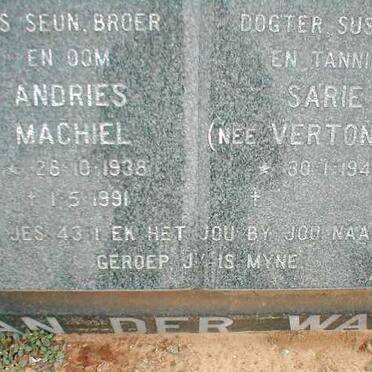 S SEUN, BROER
EN OOM
ANDRIES
MACHIEL
* 26·10·1938
† 1·5·1991
DOGTER, SUS
EN TANNI
SARIE
(NEE VERTON
* 30·1·194
†
JES 43:1 EK HET JOU BY JOU NAA
GEROEP, JY IS MYNE.
AN DER WA